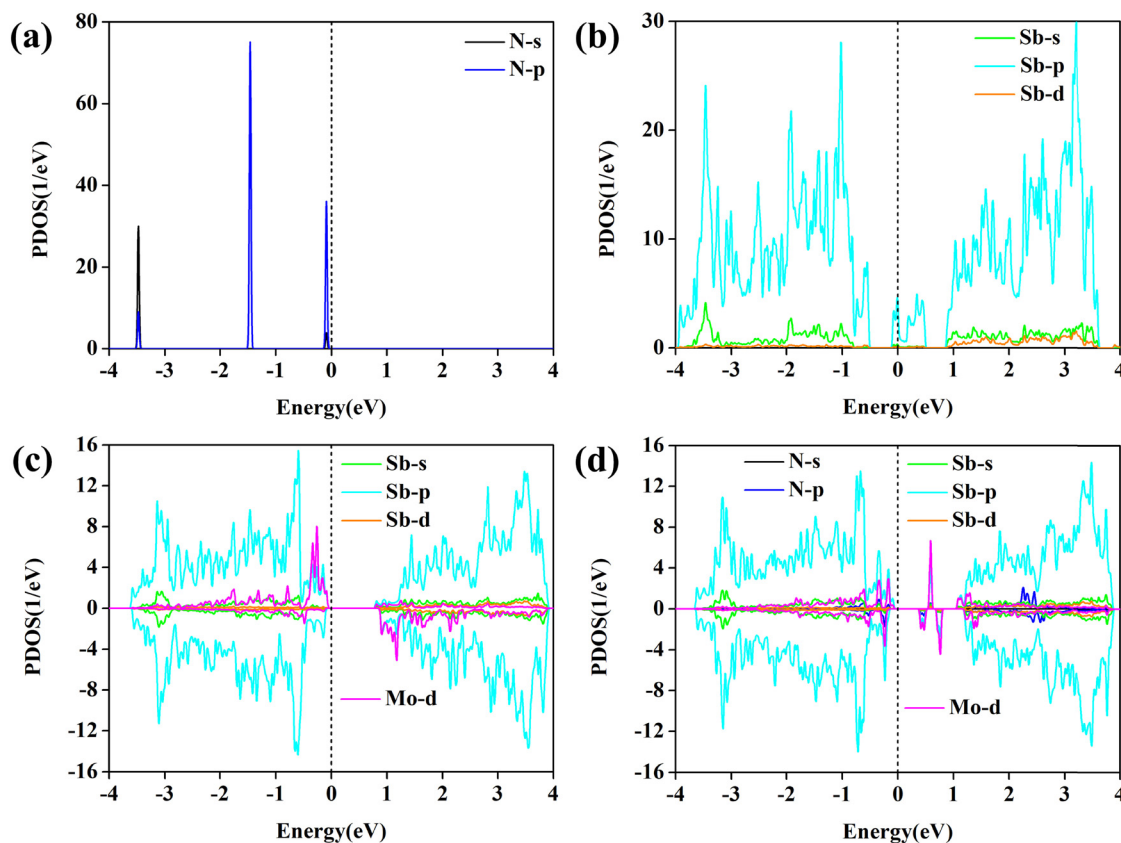 (a)
80
60
40
20
0
PDOS(1/eV)
N-s
N-p
-4 -3 -2 -1 0 1 2 3 4
Energy(eV)
(b)
30
20
10
0
PDOS(1/eV)
Sb-s
Sb-p
Sb-d
-4 -3 -2 -1 0 1 2 3 4
Energy(eV)
(c)
16
12
8
4
0
-4
-8
-12
-16
PDOS(1/eV)
Sb-s
Sb-p
Sb-d
Mo-d
-4 -3 -2 -1 0 1 2 3 4
Energy(eV)
(d)
16
12
8
4
0
-4
-8
-12
-16
PDOS(1/eV)
N-s
N-p
Sb-s
Sb-p
Sb-d
Mo-d
-4 -3 -2 -1 0 1 2 3 4
Energy(eV)